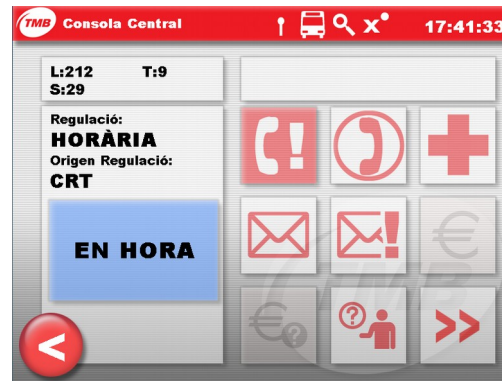 TMB Consola Central 17:41:33
L:212 T:9
S:29
Regulació:
HORÀRIA
Origen Regulació:
CRT
EN HORA
TMB